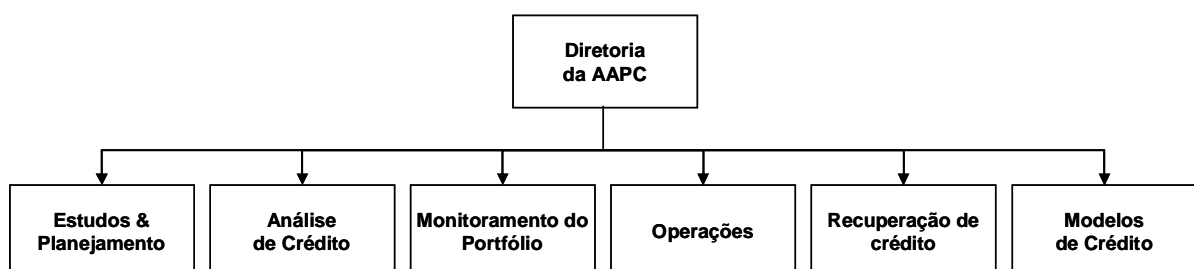 Diretoria
da AAPC
Estudos &
Planejamento
Análise
de Crédito
Monitoramento do
Portfólio
Operações
Recuperação de
crédito
Modelos
de Crédito